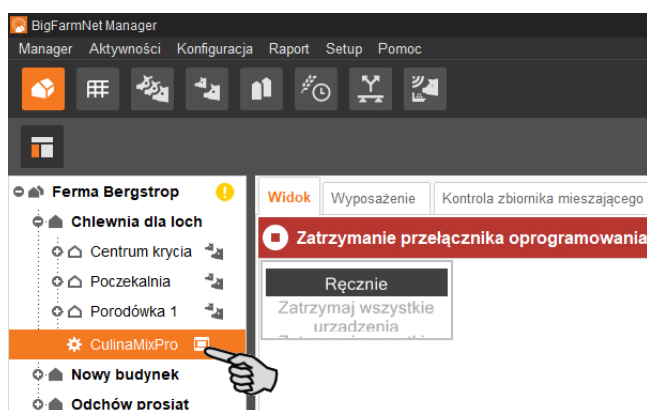 BigFarmNet Manager
Manager Aktywności Konfiguracja Raport Setup Pomoc
Ferma Bergstrop
Widok Wyposażenie Kontrola zbiornika mieszającego
Chlewnia dla loch
Zatrzymanie przełącznika oprogramowania
Centrum krycia
Ręcznie
Poczekalnia
Zatrzymaj wszystkie
Porodówka 1
urzadzenia
CulinaMixPro
Nowy budynek
Odchów prosiąt